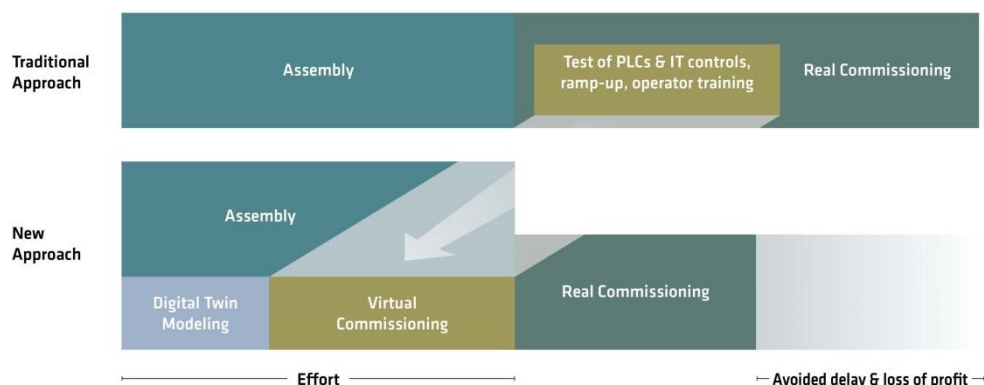 Traditional
Approach
Assembly
Test of PLCs & IT controls,
ramp-up, operator training
Real Commissioning
New
Approach
Assembly
Digital Twin
Modeling
Virtual
Commissioning
Real Commissioning
Effort
Avoided delay & loss of profit